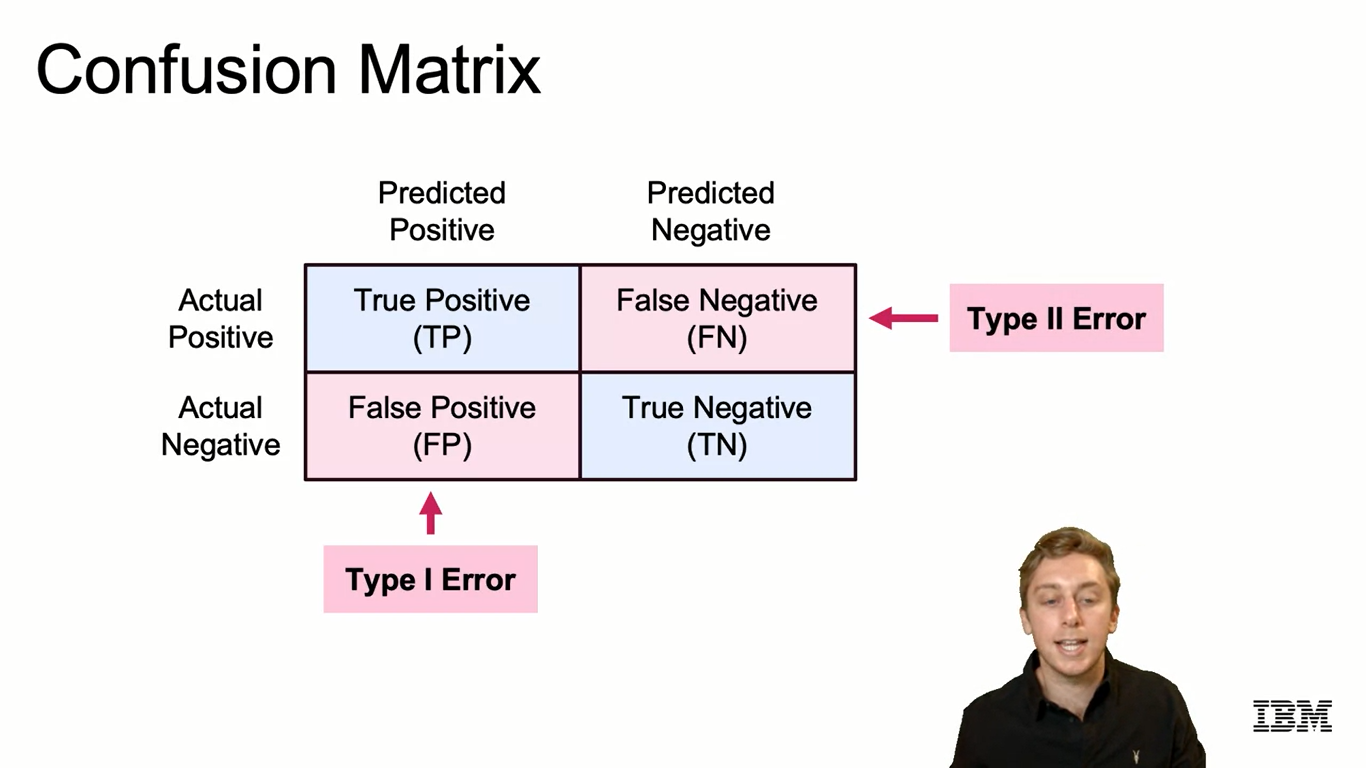 Confusion Matrix
Predicted
Positive
Predicted
Negative
Actual
Positive
True Positive
(TP)
False Negative
(FN)
Type II Error
Actual
Negative
False Positive
(FP)
True Negative
(TN)
Type I Error
IBM